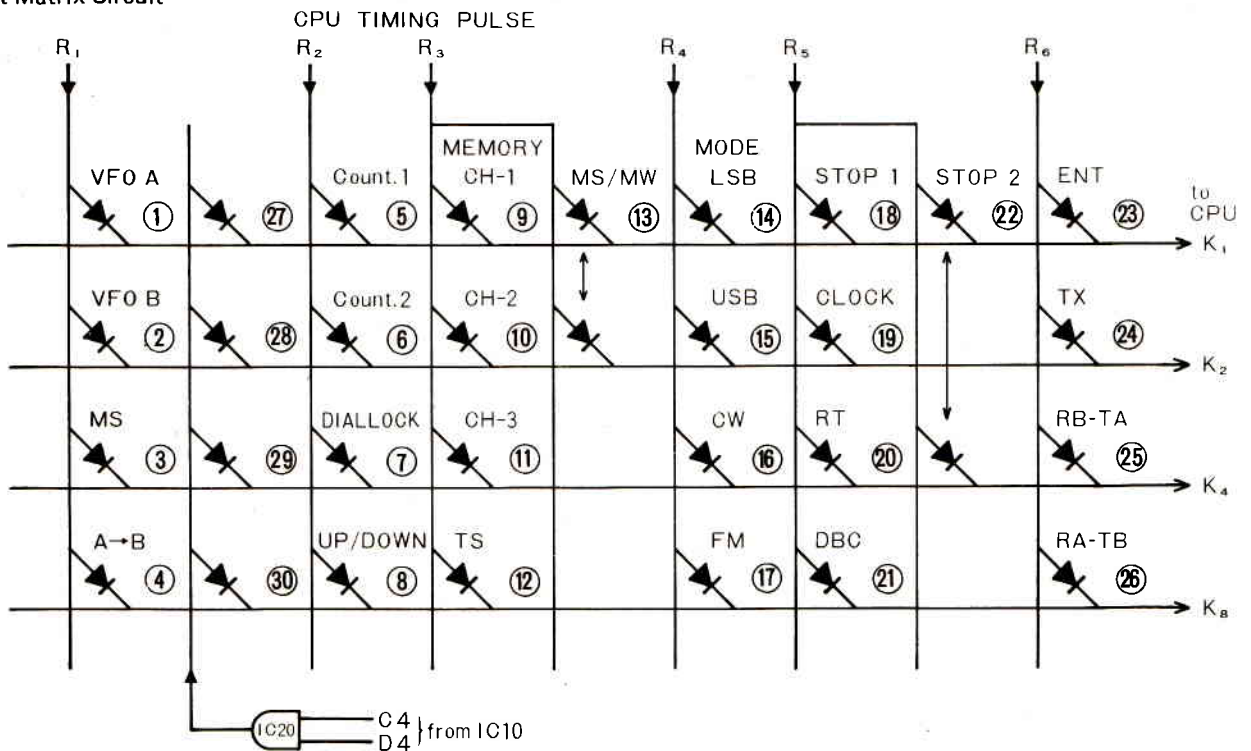 t Matrix Circuit
CPU TIMING PULSE
R₁ R₂ R₃ R₄ R₅ R₆
MEMORY MODE
VFO A Count.1 CH-1 MS/MW LSB STOP 1 STOP 2 ENT
① ㉗ ⑤ ⑨ ⑬ ⑭ ⑱ ㉒ ㉓
to
CPU
K₁
VFO B Count.2 CH-2 USB CLOCK TX
② ㉘ ⑥ ⑩ ⑮ ⑲ ㉔
K₂
MS DIALLOCK CH-3 CW RT RB-TA
③ ㉙ ⑦ ⑪ ⑯ ⑳ ㉕
K₄
A→B UP/DOWN TS FM DBC RA-TB
④ ㉚ ⑧ ⑫ ⑰ ㉑ ㉖
K₈
IC20 C4 } from IC10
D4